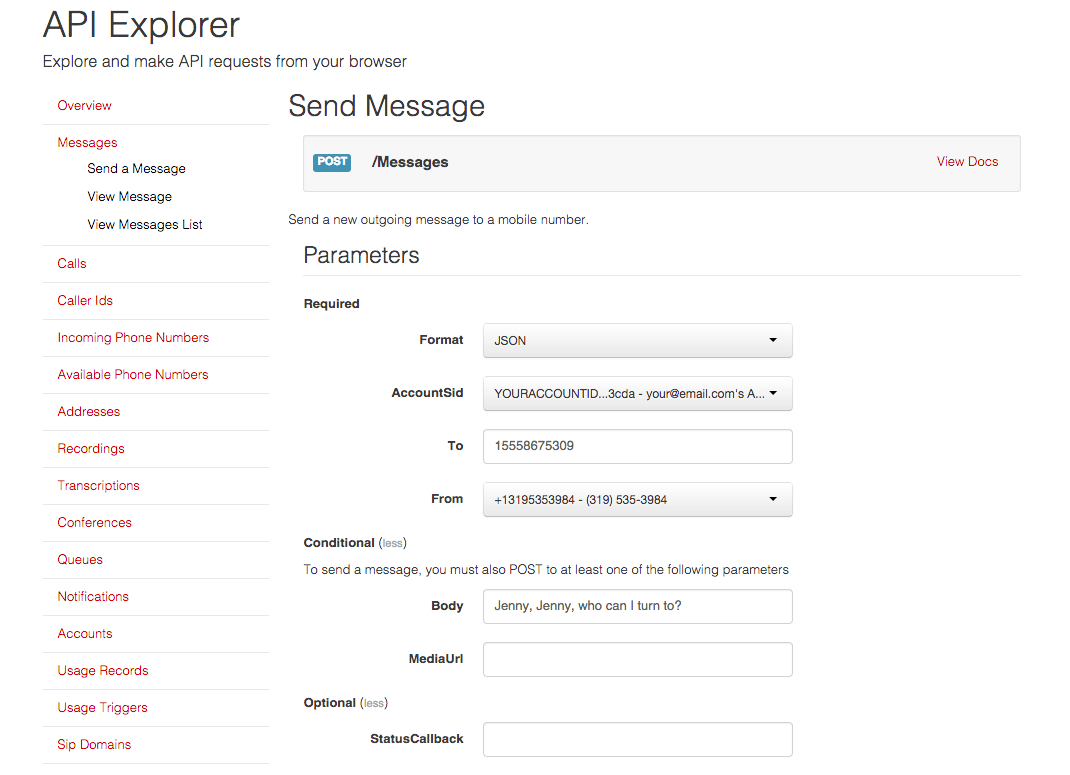 API Explorer
Explore and make API requests from your browser
Overview
Messages
Send a Message
View Message
View Messages List
Calls
Caller Ids
Incoming Phone Numbers
Available Phone Numbers
Addresses
Recordings
Transcriptions
Conferences
Queues
Notifications
Accounts
Usage Records
Usage Triggers
Sip Domains
Send Message
POST /Messages View Docs
Send a new outgoing message to a mobile number.
Parameters
Required
Format JSON
AccountSid YOURACCOUNTID...3cda - your@email.com's A...
To 15558675309
From +13195353984 - (319) 535-3984
Conditional (less)
To send a message, you must also POST to at least one of the following parameters
Body Jenny, Jenny, who can I turn to?
MediaUrl
Optional (less)
StatusCallback